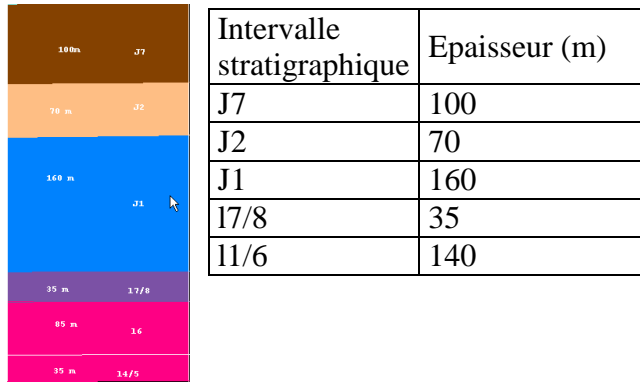 100m J7
70 m J2
160 m
J1
35 m 17/8
85 m 16
35 m 14/5
Intervalle stratigraphique Epaisseur (m)
J7 100
J2 70
J1 160
l7/8 35
l1/6 140